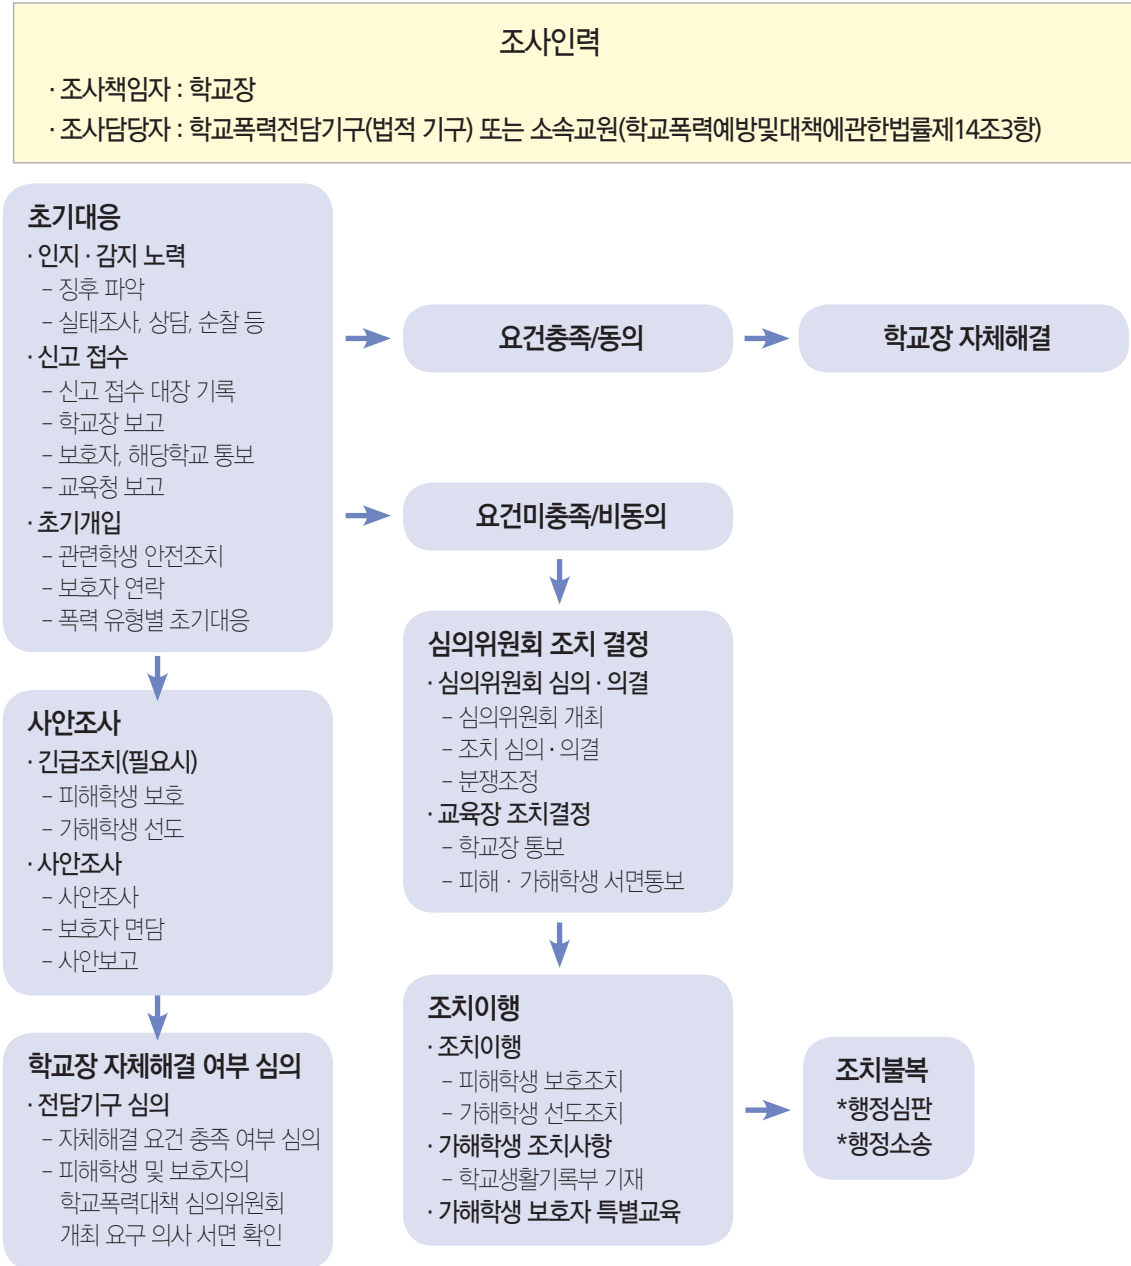 조사인력
· 조사책임자 : 학교장
· 조사담당자 : 학교폭력전담기구(법적 기구) 또는 소속교원(학교폭력예방및대책에관한법률제14조3항)
초기대응
· 인지 · 감지 노력
– 징후 파악
– 실태조사, 상담, 순찰 등
· 신고 접수
– 신고 접수 대장 기록
– 학교장 보고
– 보호자, 해당학교 통보
– 교육청 보고
· 초기개입
– 관련학생 안전조치
– 보호자 연락
– 폭력 유형별 초기대응
사안조사
· 긴급조치(필요시)
– 피해학생 보호
– 가해학생 선도
· 사안조사
– 사안조사
– 보호자 면담
– 사안보고
학교장 자체해결 여부 심의
· 전담기구 심의
– 자체해결 요건 충족 여부 심의
– 피해학생 및 보호자의
학교폭력대책 심의위원회
개최 요구 의사 서면 확인
요건충족/동의
학교장 자체해결
요건미충족/비동의
심의위원회 조치 결정
· 심의위원회 심의 · 의결
– 심의위원회 개최
– 조치 심의 · 의결
– 분쟁조정
· 교육장 조치결정
– 학교장 통보
– 피해 · 가해학생 서면통보
조치이행
· 조치이행
– 피해학생 보호조치
– 가해학생 선도조치
· 가해학생 조치사항
– 학교생활기록부 기재
· 가해학생 보호자 특별교육
조치불복
*행정심판
*행정소송